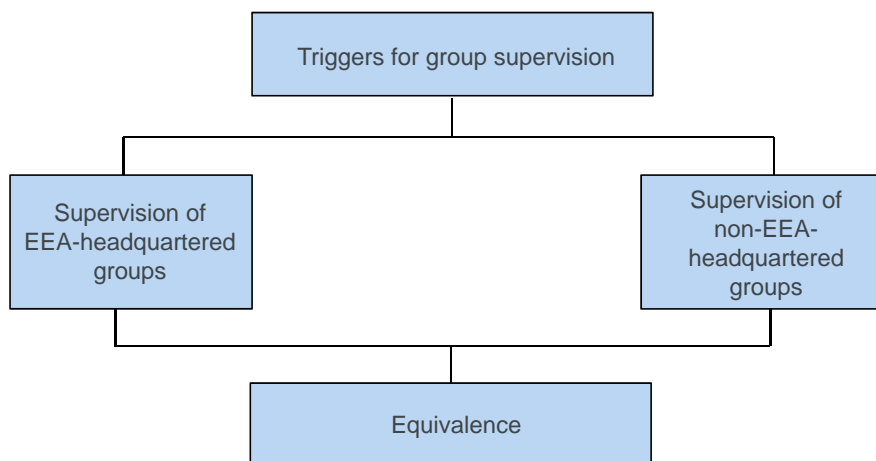 Triggers for group supervision
Supervision of
EEA-headquartered
groups
Supervision of
non-EEA-
headquartered
groups
Equivalence